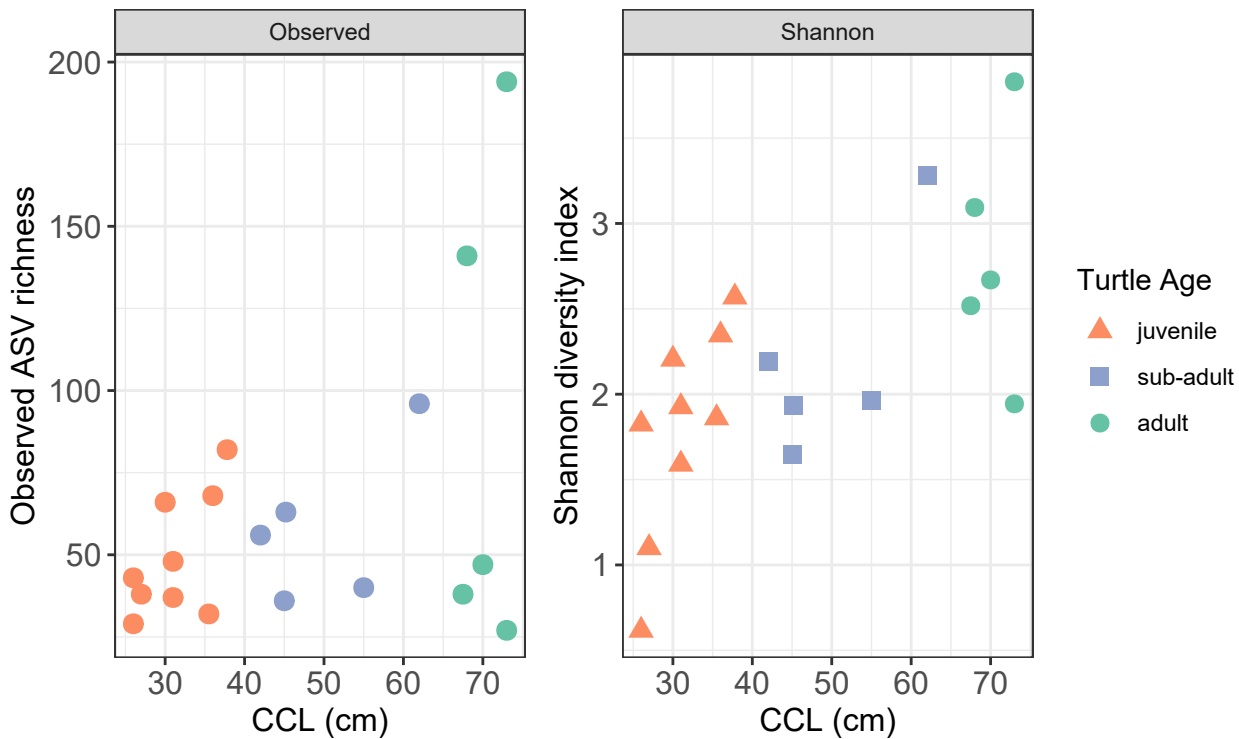 Observed
Shannon
Observed ASV richness
200
150
100
50
30 40 50 60 70
CCL (cm)
Shannon diversity index
3
2
1
30 40 50 60 70
CCL (cm)
Turtle Age
juvenile
sub-adult
adult